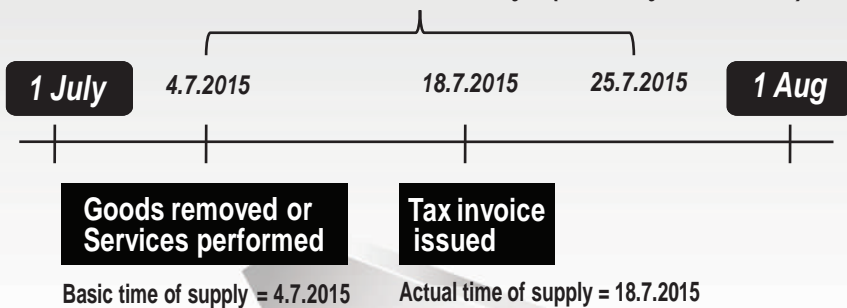 1 July
4.7.2015
18.7.2015
25.7.2015
1 Aug
Goods removed or
Services performed
Tax invoice
issued
Basic time of supply = 4.7.2015
Actual time of supply = 18.7.2015